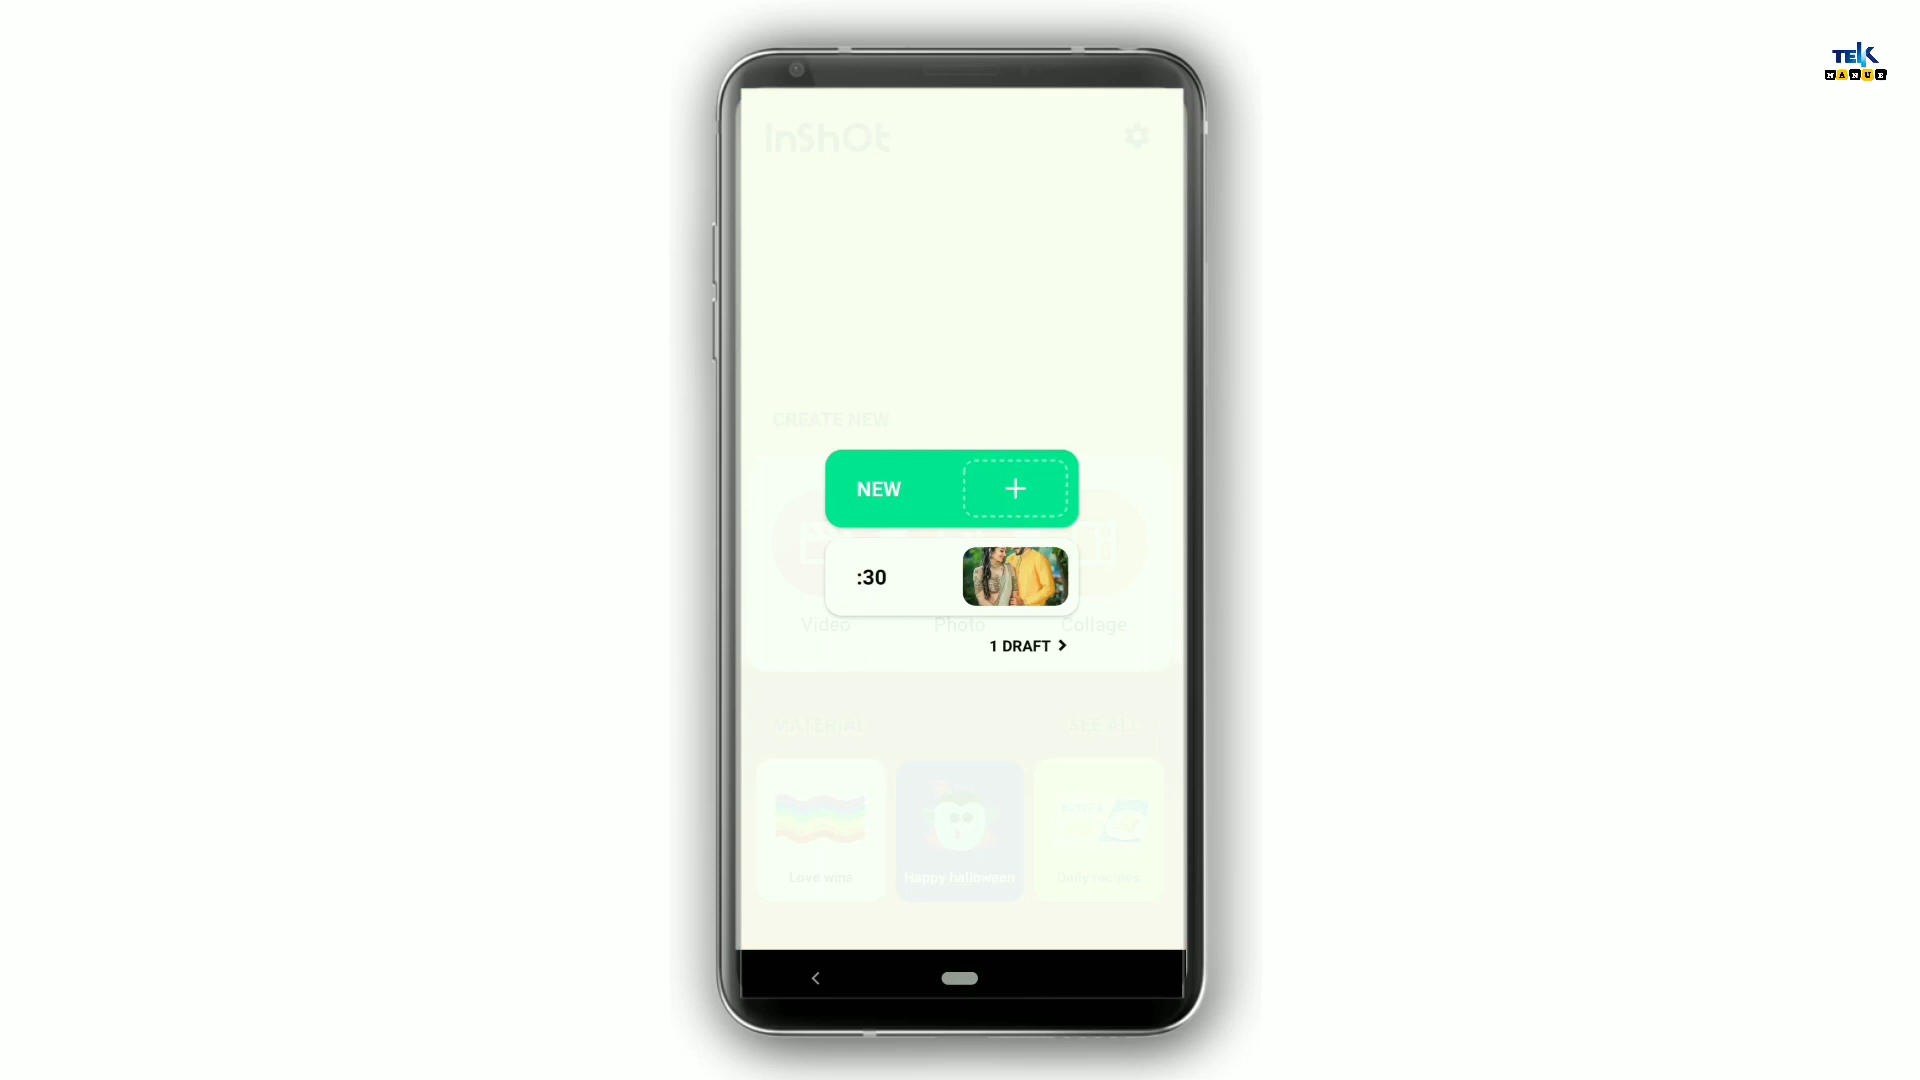 TEK
MANUE
InShOt
CREATE NEW
NEW
:30
Video
Photo
Collage
1 DRAFT
MATERIAL
SEE ALL
Love wins
Happy halloween
Daily recipes